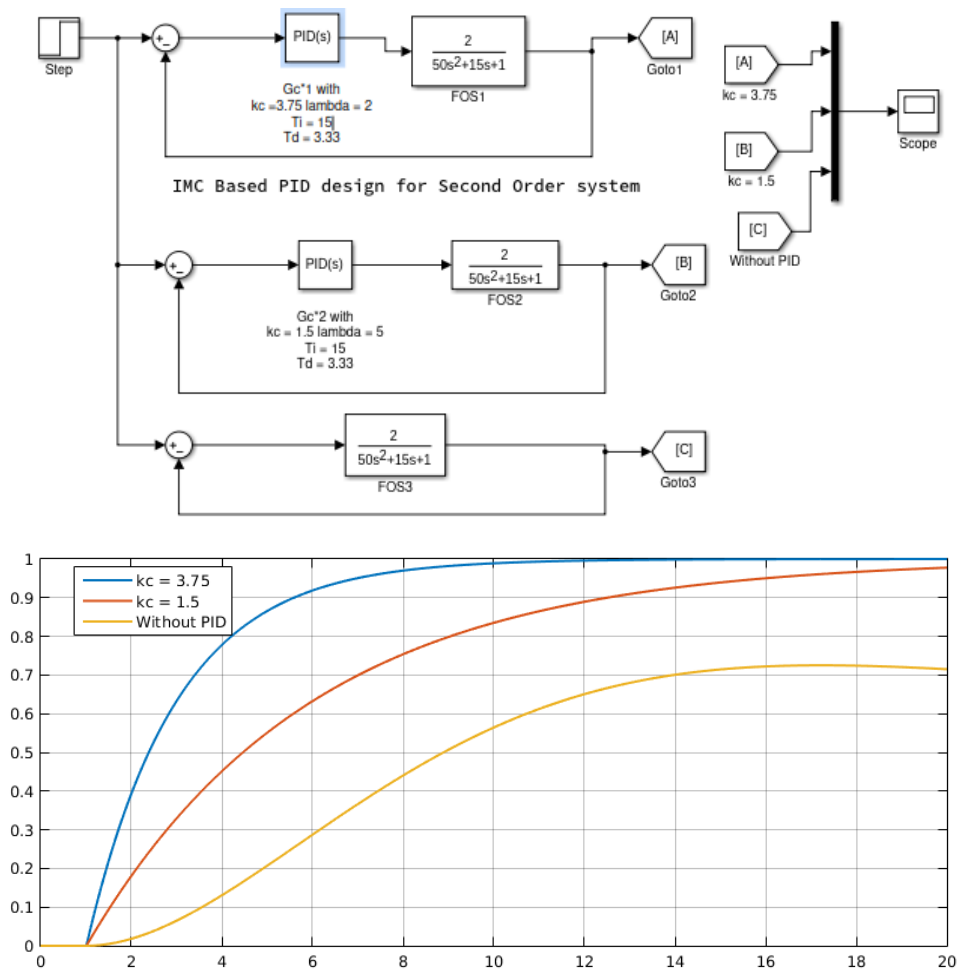 Step
+
_
PID(s)
2
50s²+15s+1
FOS1
[A]
Goto1
Gc*1 with
kc =3.75 lambda = 2
Ti = 15
Td = 3.33
[A]
kc = 3.75
[B]
kc = 1.5
[C]
Without PID
Scope
IMC Based PID design for Second Order system
+
_
PID(s)
2
50s²+15s+1
FOS2
[B]
Goto2
Gc*2 with
kc = 1.5 lambda = 5
Ti = 15
Td = 3.33
+
_
2
50s²+15s+1
FOS3
[C]
Goto3
kc = 3.75
kc = 1.5
Without PID
1
0.9
0.8
0.7
0.6
0.5
0.4
0.3
0.2
0.1
0
0 2 4 6 8 10 12 14 16 18 20